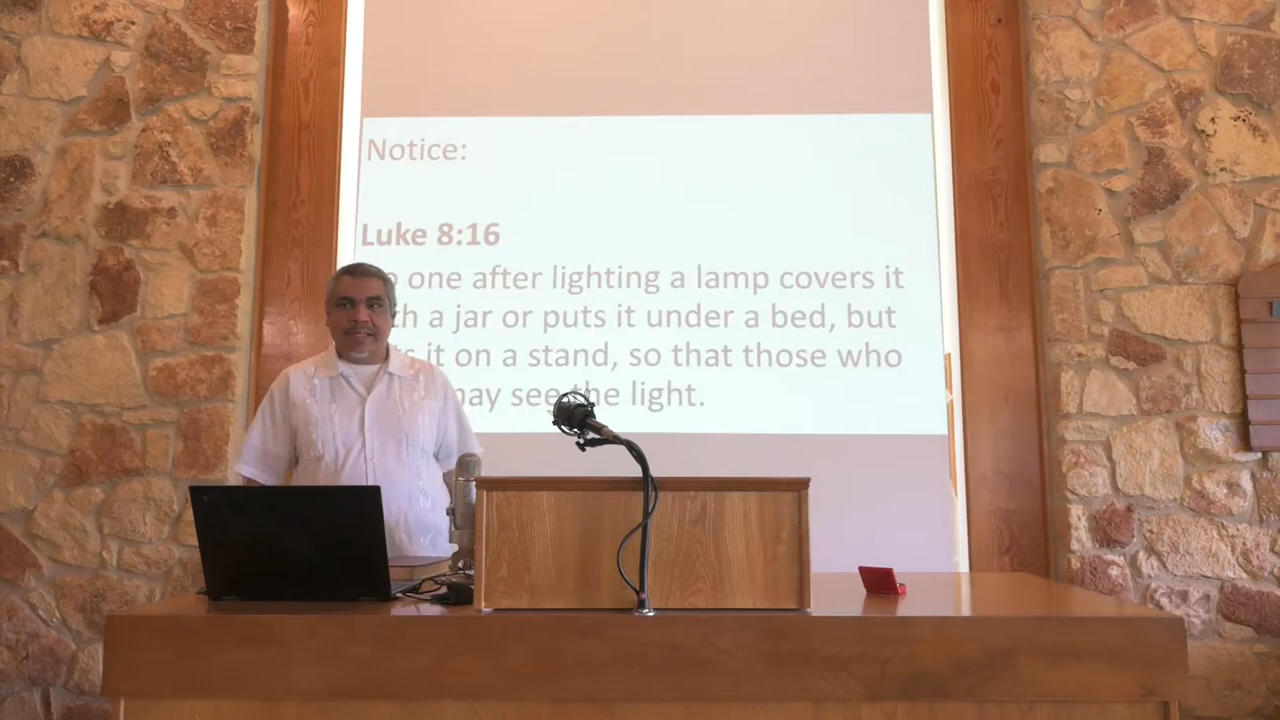 Notice:
Luke 8:16
one after lighting a lamp covers it
a jar or puts it under a bed, but
it on a stand, so that those who
may see the light.